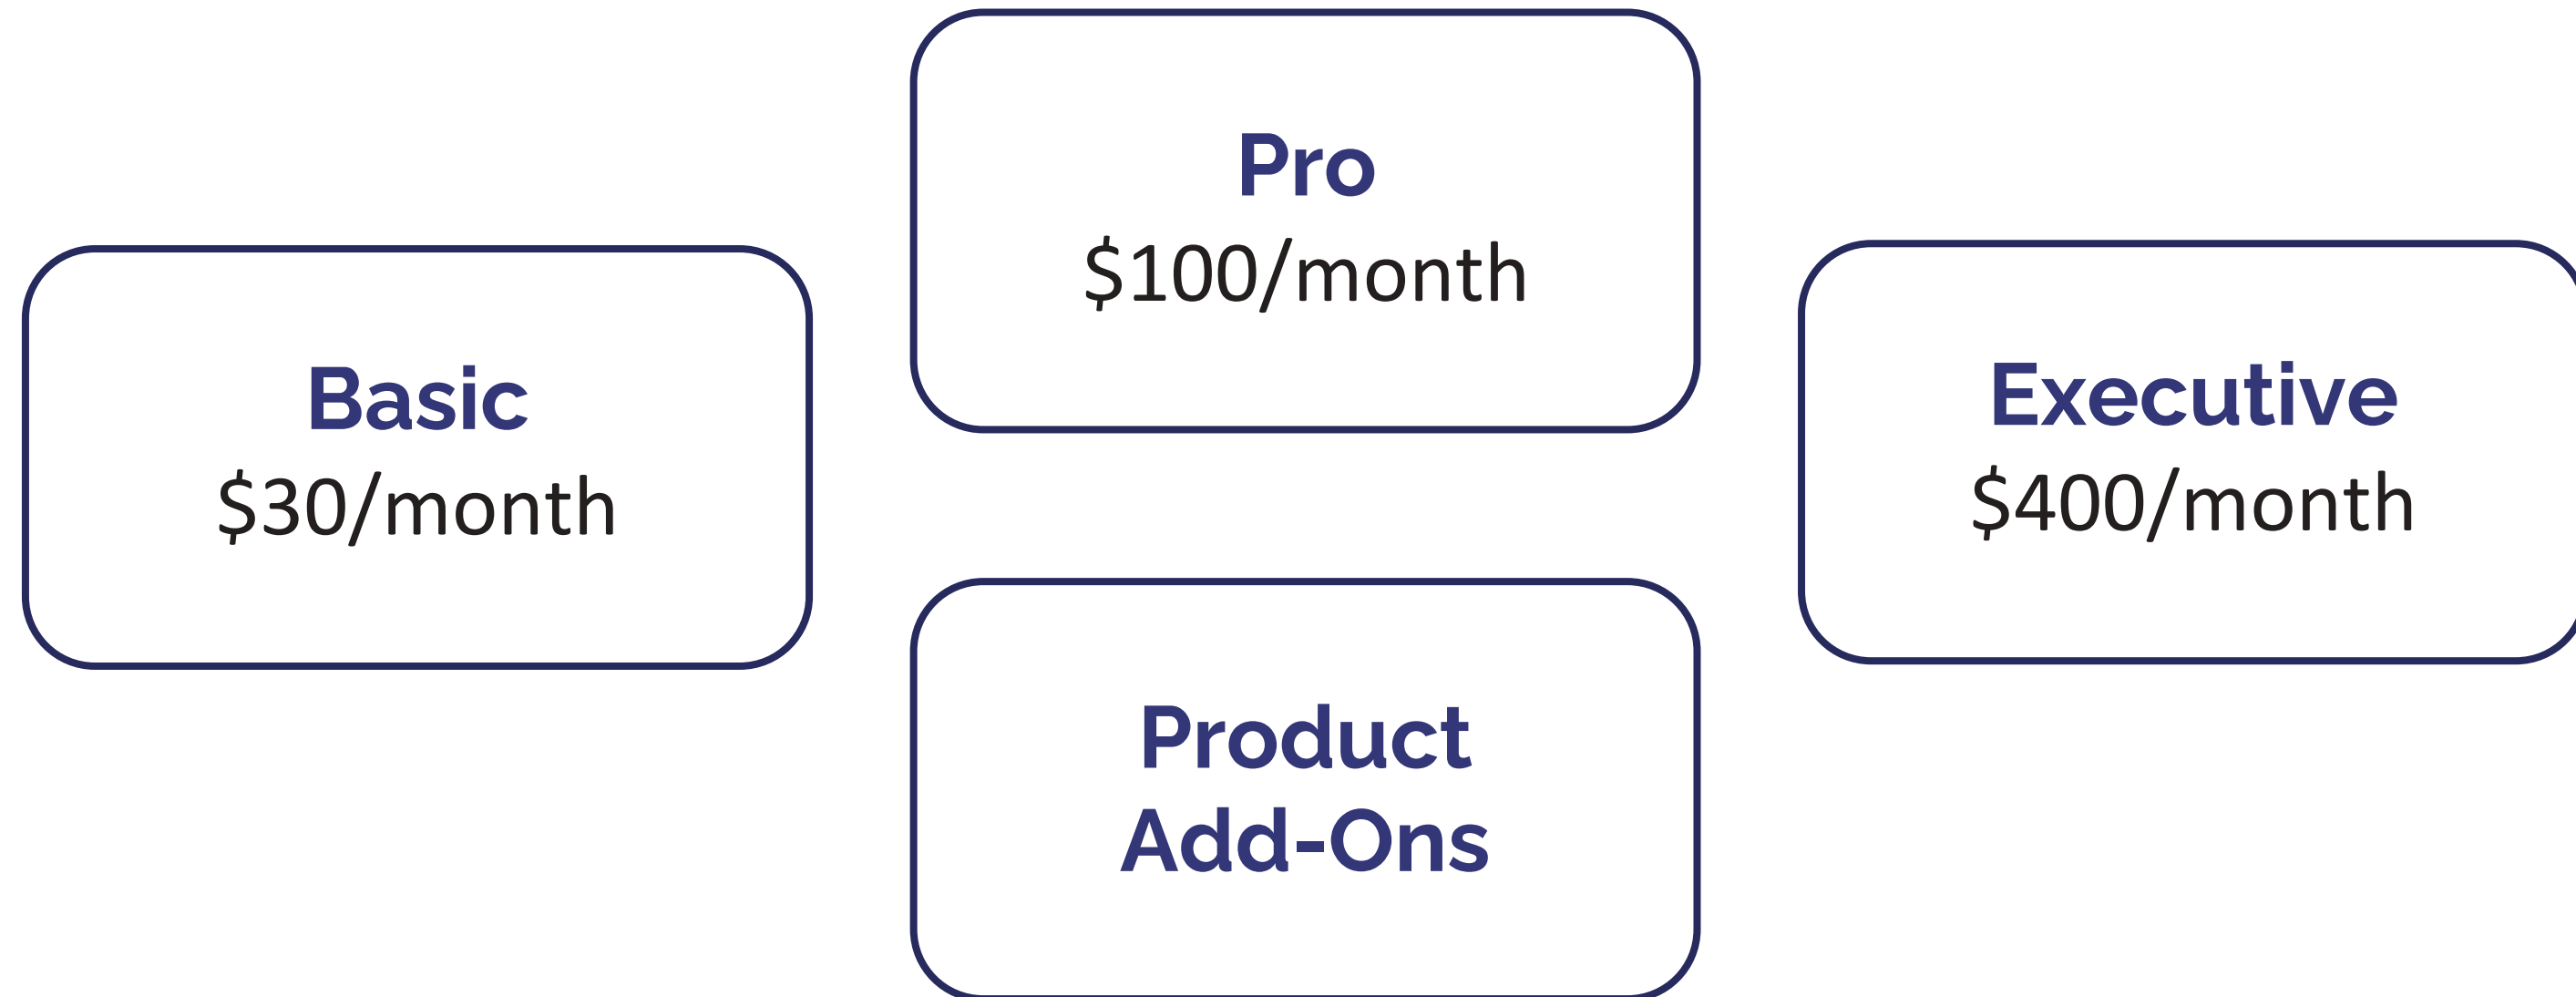 Basic
$30/month
Pro
$100/month
Product
Add-Ons
Executive
$400/month